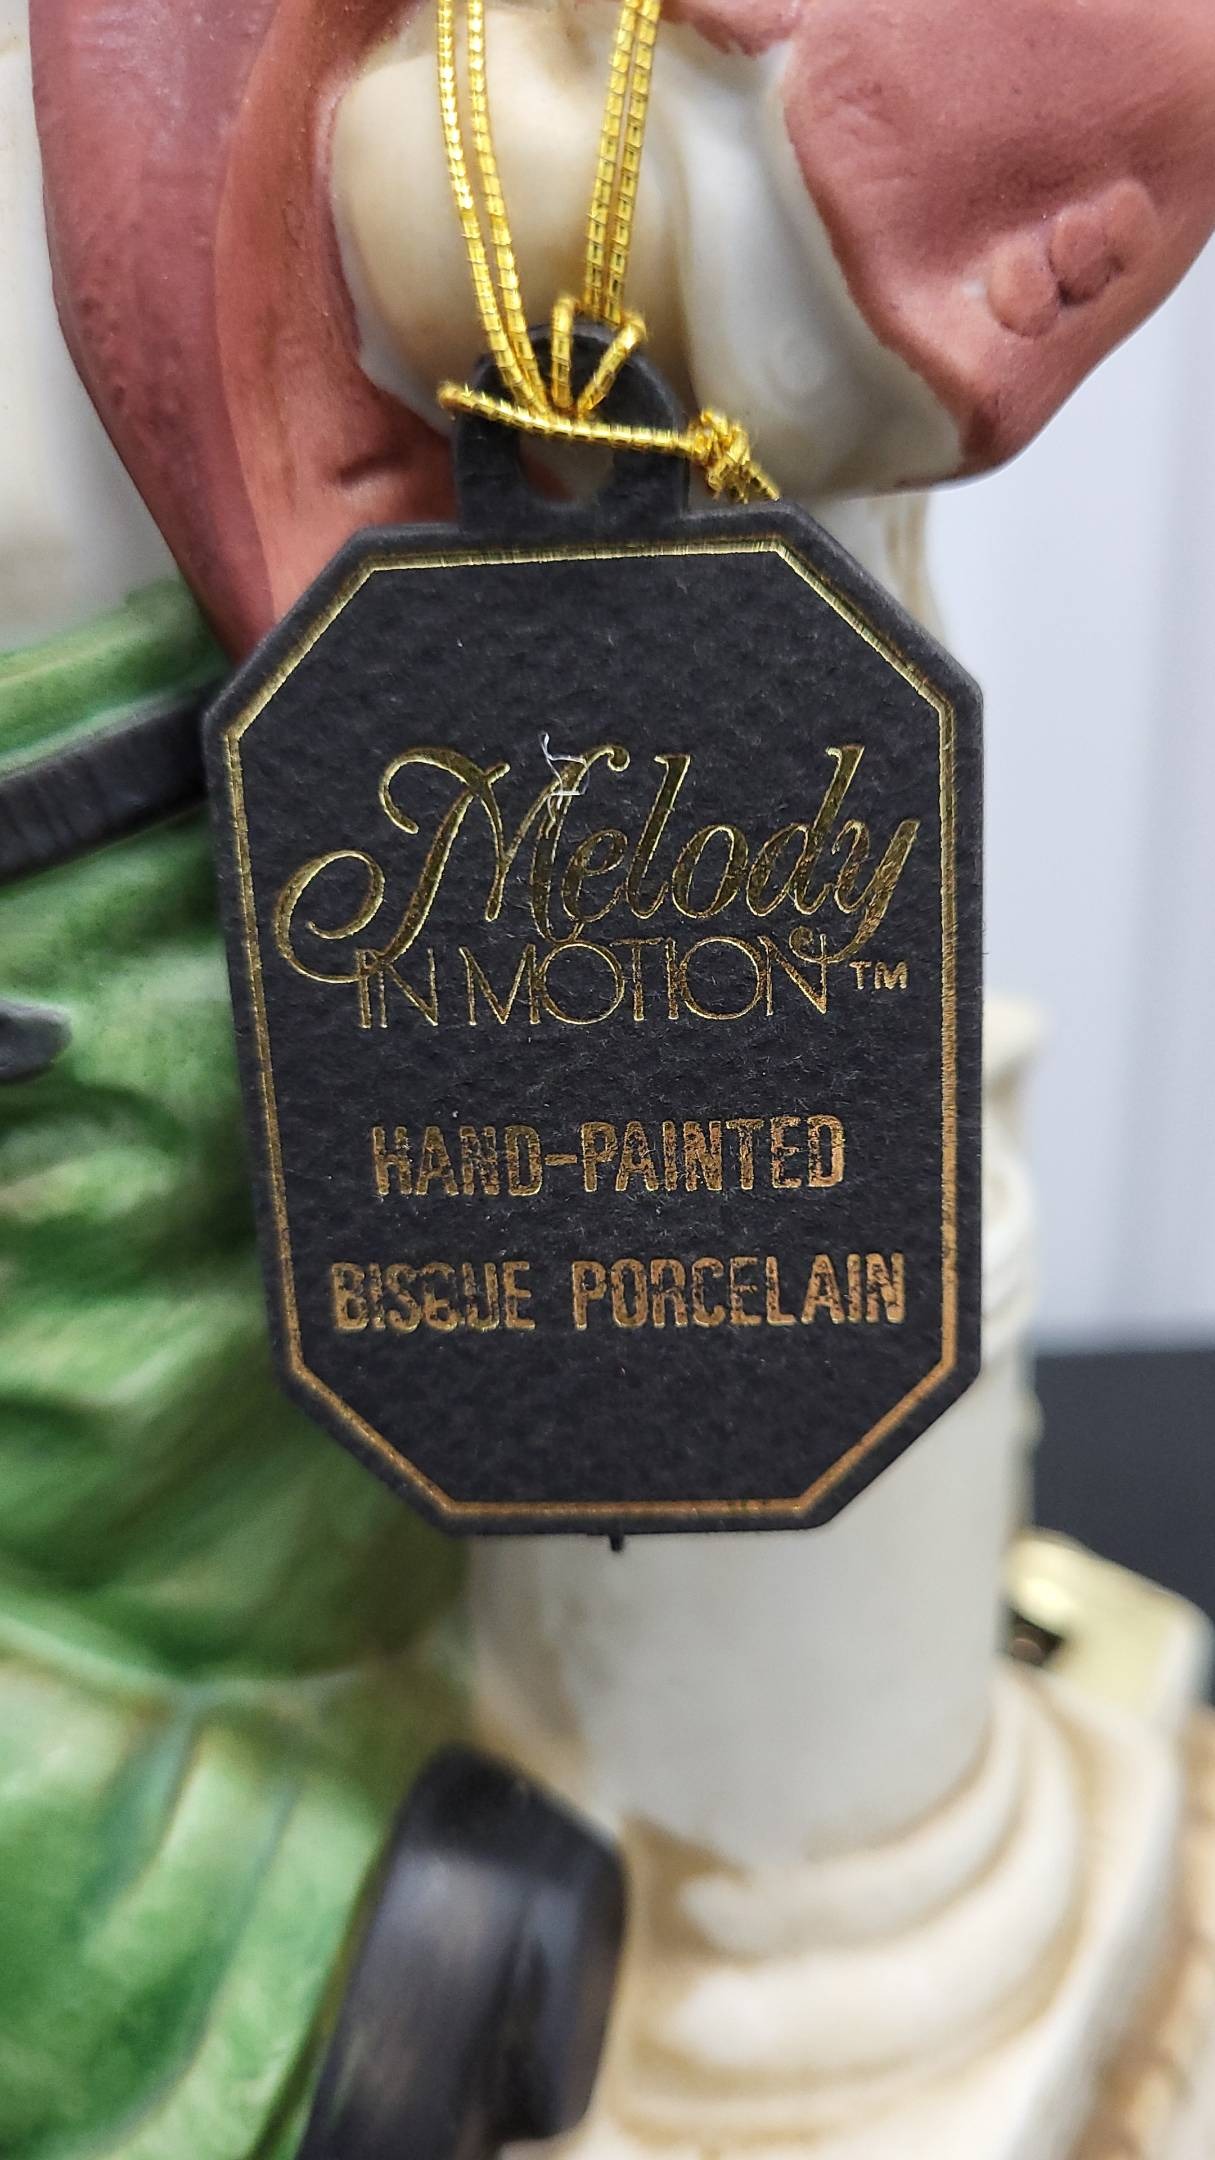 Melody
IN MOTION™
HAND-PAINTED
BISQUE PORCELAIN